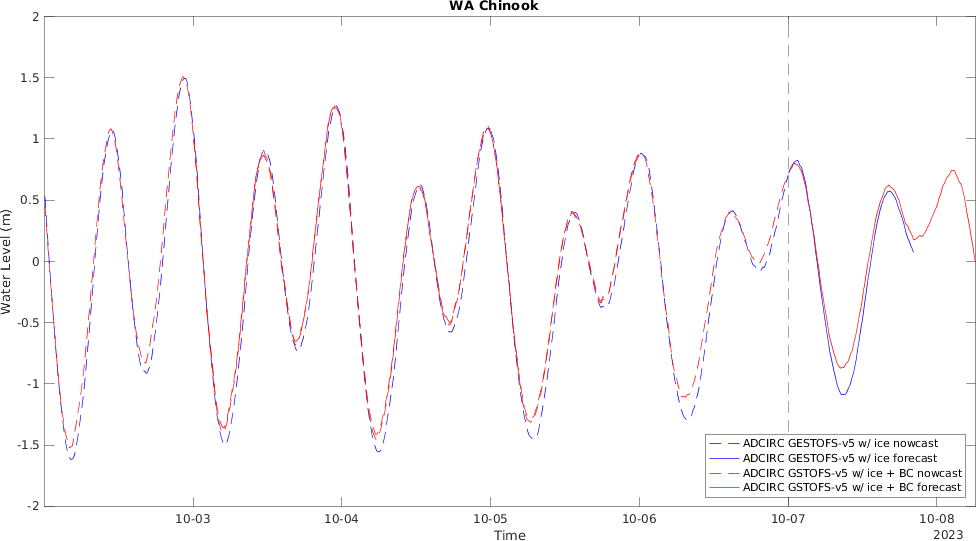 WA Chinook
2
1.5
1
0.5
0
-0.5
-1
-1.5
-2
Water Level (m)
10-03 10-04 10-05 10-06 10-07 10-08
Time
2023
ADCIRC GESTOFS-v5 w/ ice nowcast
ADCIRC GESTOFS-v5 w/ ice forecast
ADCIRC GSTOFS-v5 w/ ice + BC nowcast
ADCIRC GSTOFS-v5 w/ ice + BC forecast